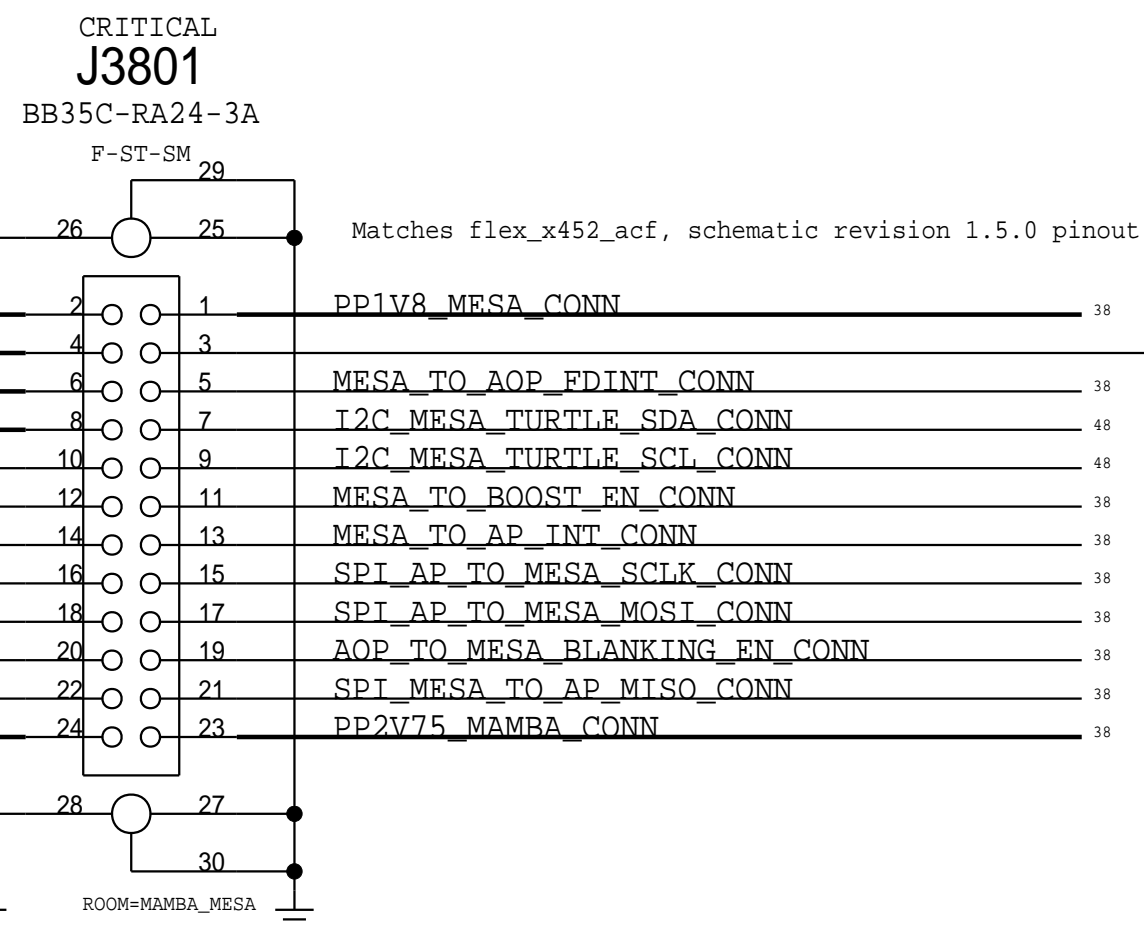 CRITICAL
J3801
BB35C-RA24-3A
F-ST-SM
29
26 25 Matches flex_x452_acf, schematic revision 1.5.0 pinout
2 1 PP1V8_MESA_CONN 38
4 3
6 5 MESA_TO_AOP_FDINT_CONN 38
8 7 I2C_MESA_TURTLE_SDA_CONN 48
10 9 I2C_MESA_TURTLE_SCL_CONN 48
12 11 MESA_TO_BOOST_EN_CONN 38
14 13 MESA_TO_AP_INT_CONN 38
16 15 SPI_AP_TO_MESA_SCLK_CONN 38
18 17 SPI_AP_TO_MESA_MOSI_CONN 38
20 19 AOP_TO_MESA_BLANKING_EN_CONN 38
22 21 SPI_MESA_TO_AP_MISO_CONN 38
24 23 PP2V75_MAMBA_CONN 38
28 27
30
ROOM=MAMBA_MESA